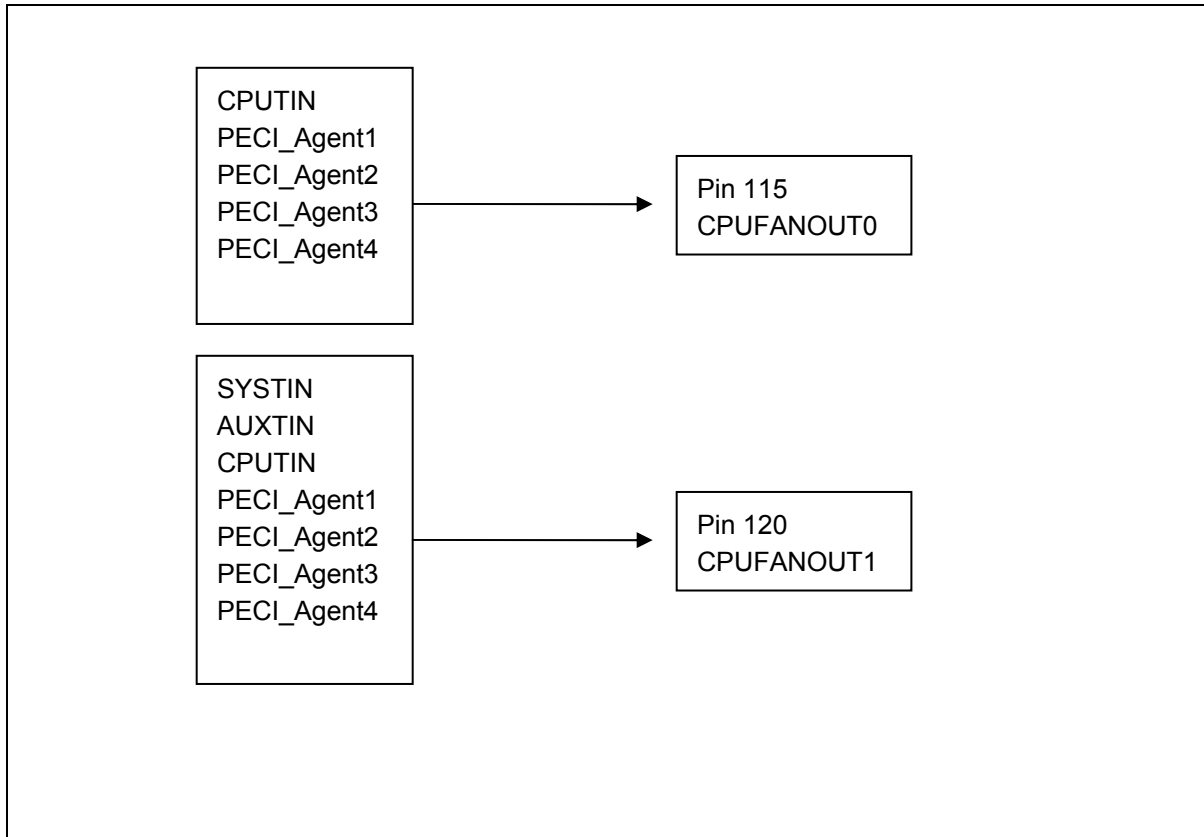 CPUTIN
PECI_Agent1
PECI_Agent2
PECI_Agent3
PECI_Agent4
Pin 115
CPUFANOUT0
SYSTIN
AUXTIN
CPUTIN
PECI_Agent1
PECI_Agent2
PECI_Agent3
PECI_Agent4
Pin 120
CPUFANOUT1